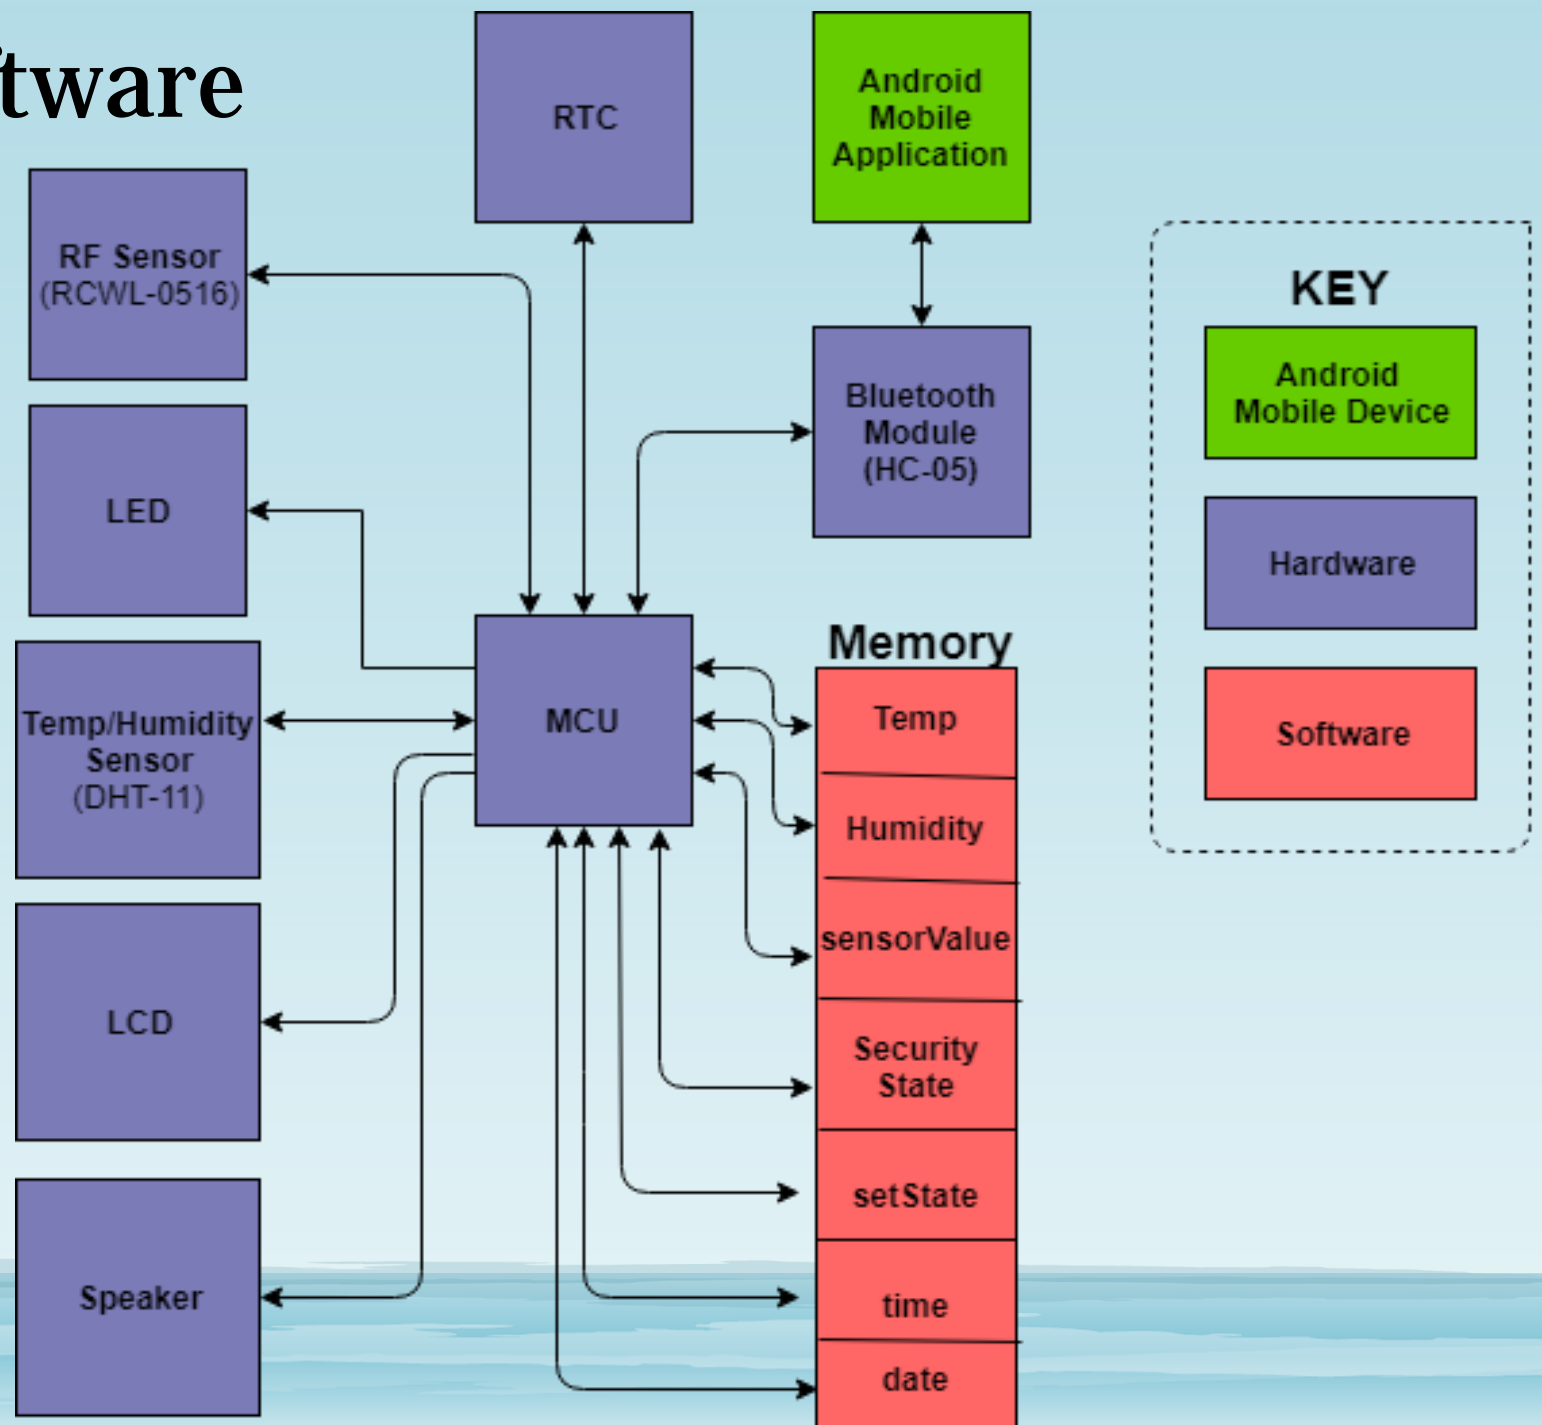 tware
RTC
Android
Mobile
Application
RF Sensor
(RCWL-0516)
KEY
Android
Mobile Device
Bluetooth
Module
(HC-05)
LED
Hardware
Memory
Temp/Humidity
Sensor
(DHT-11)
MCU
Temp
Software
Humidity
sensorValue
LCD
Security
State
setState
Speaker
time
date